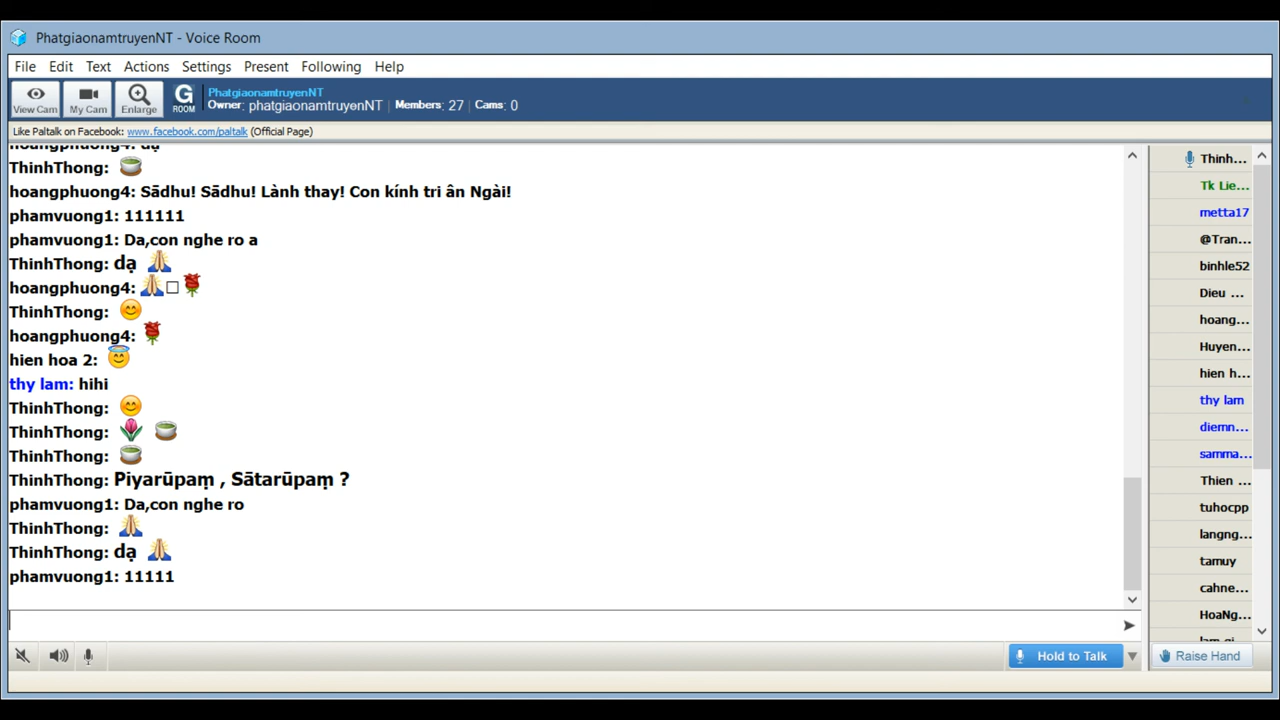 PhatgiaonamtruyenNT - Voice Room
File Edit Text Actions Settings Present Following Help
View Cam My Cam Enlarge G ROOM PhatgiaonamtruyenNT
Owner: phatgiaonamtruyenNT Members: 27 Cams: 0
Like Paltalk on Facebook: www.facebook.com/paltalk (Official Page)
hoangphuong4: dạ
ThinhThong:
hoangphuong4: Sādhu! Sādhu! Lành thay! Con kính tri ân Ngài!
phamvuong1: 111111
phamvuong1: Da,con nghe ro a
ThinhThong: dạ
hoangphuong4:
ThinhThong:
hoangphuong4:
hien hoa 2:
thy lam: hihi
ThinhThong:
ThinhThong:
ThinhThong:
ThinhThong: Piyarūpaṃ , Sātarūpaṃ ?
phamvuong1: Da,con nghe ro
ThinhThong:
ThinhThong: dạ
phamvuong1: 11111
Thinh...
Tk Lie...
metta17
@Tran...
binhle52
Dieu ...
hoang...
Huyen...
hien h...
thy lam
diemn...
samma...
Thien ...
tuhocpp
langng...
tamuy
cahne...
HoaNg...
Hold to Talk
Raise Hand